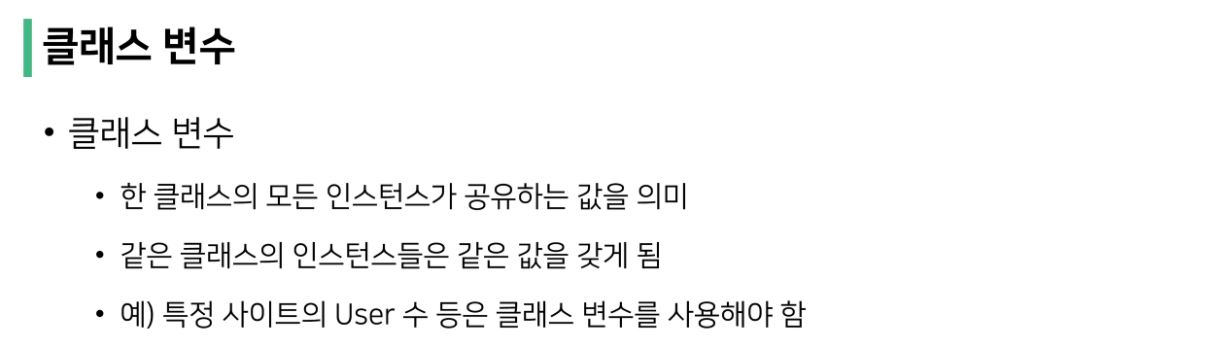 클래스 변수
• 클래스 변수
• 한 클래스의 모든 인스턴스가 공유하는 값을 의미
• 같은 클래스의 인스턴스들은 같은 값을 갖게 됨
• 예) 특정 사이트의 User 수 등은 클래스 변수를 사용해야 함